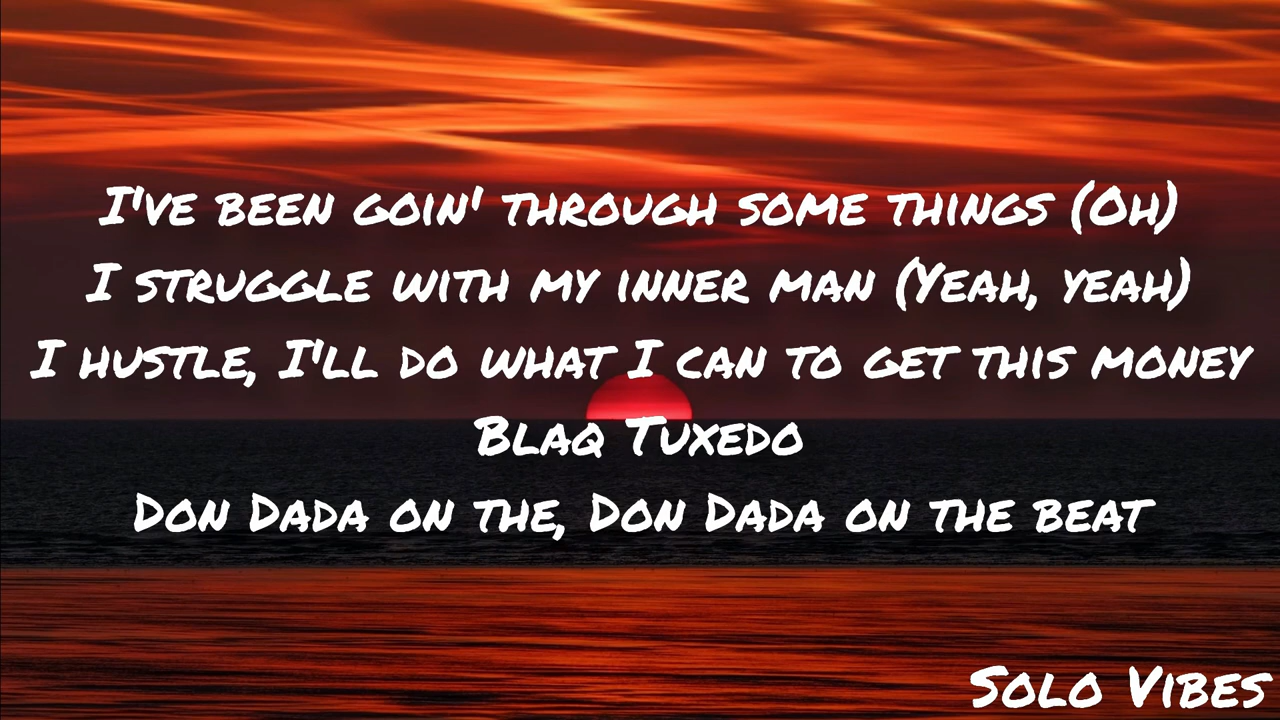 I've been goin' through some things (Oh)
I struggle with my inner man (Yeah, yeah)
I hustle, I'll do what I can to get this money
Blaq Tuxedo
Don Dada on the, Don Dada on the beat
Solo Vibes